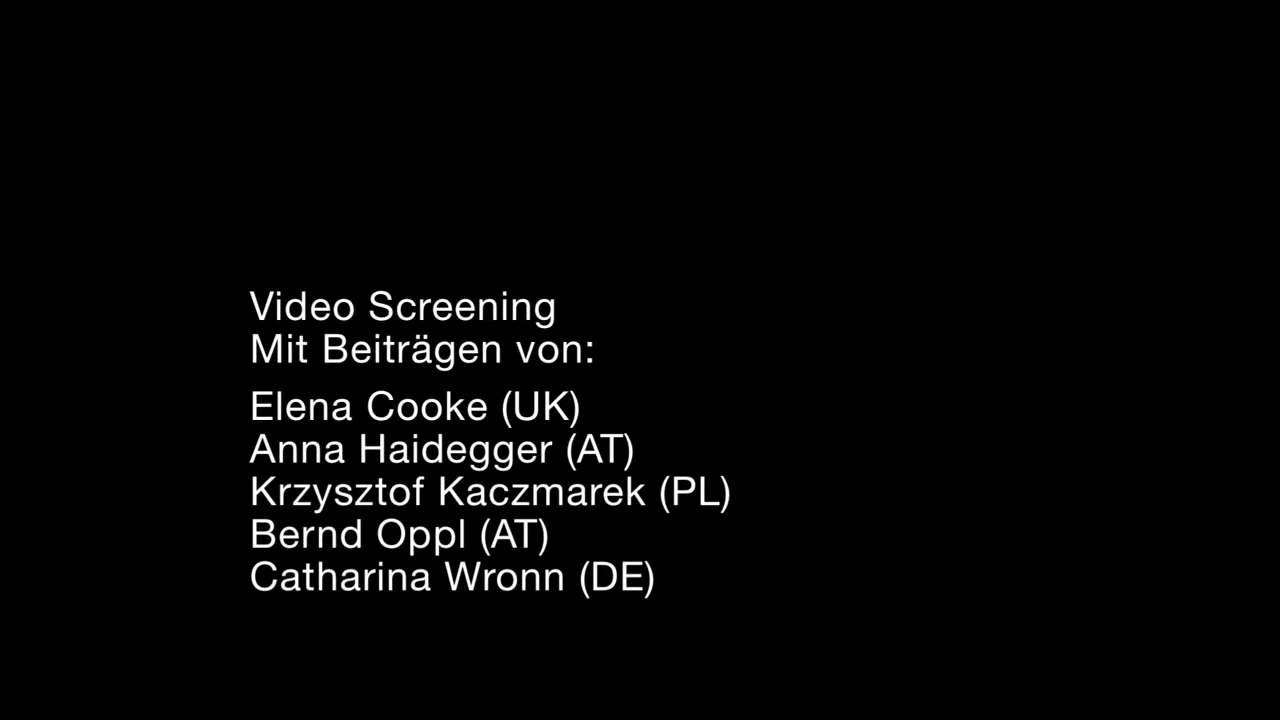 Video Screening
Mit Beiträgen von:
Elena Cooke (UK)
Anna Haidegger (AT)
Krzysztof Kaczmarek (PL)
Bernd Oppl (AT)
Catharina Wronn (DE)